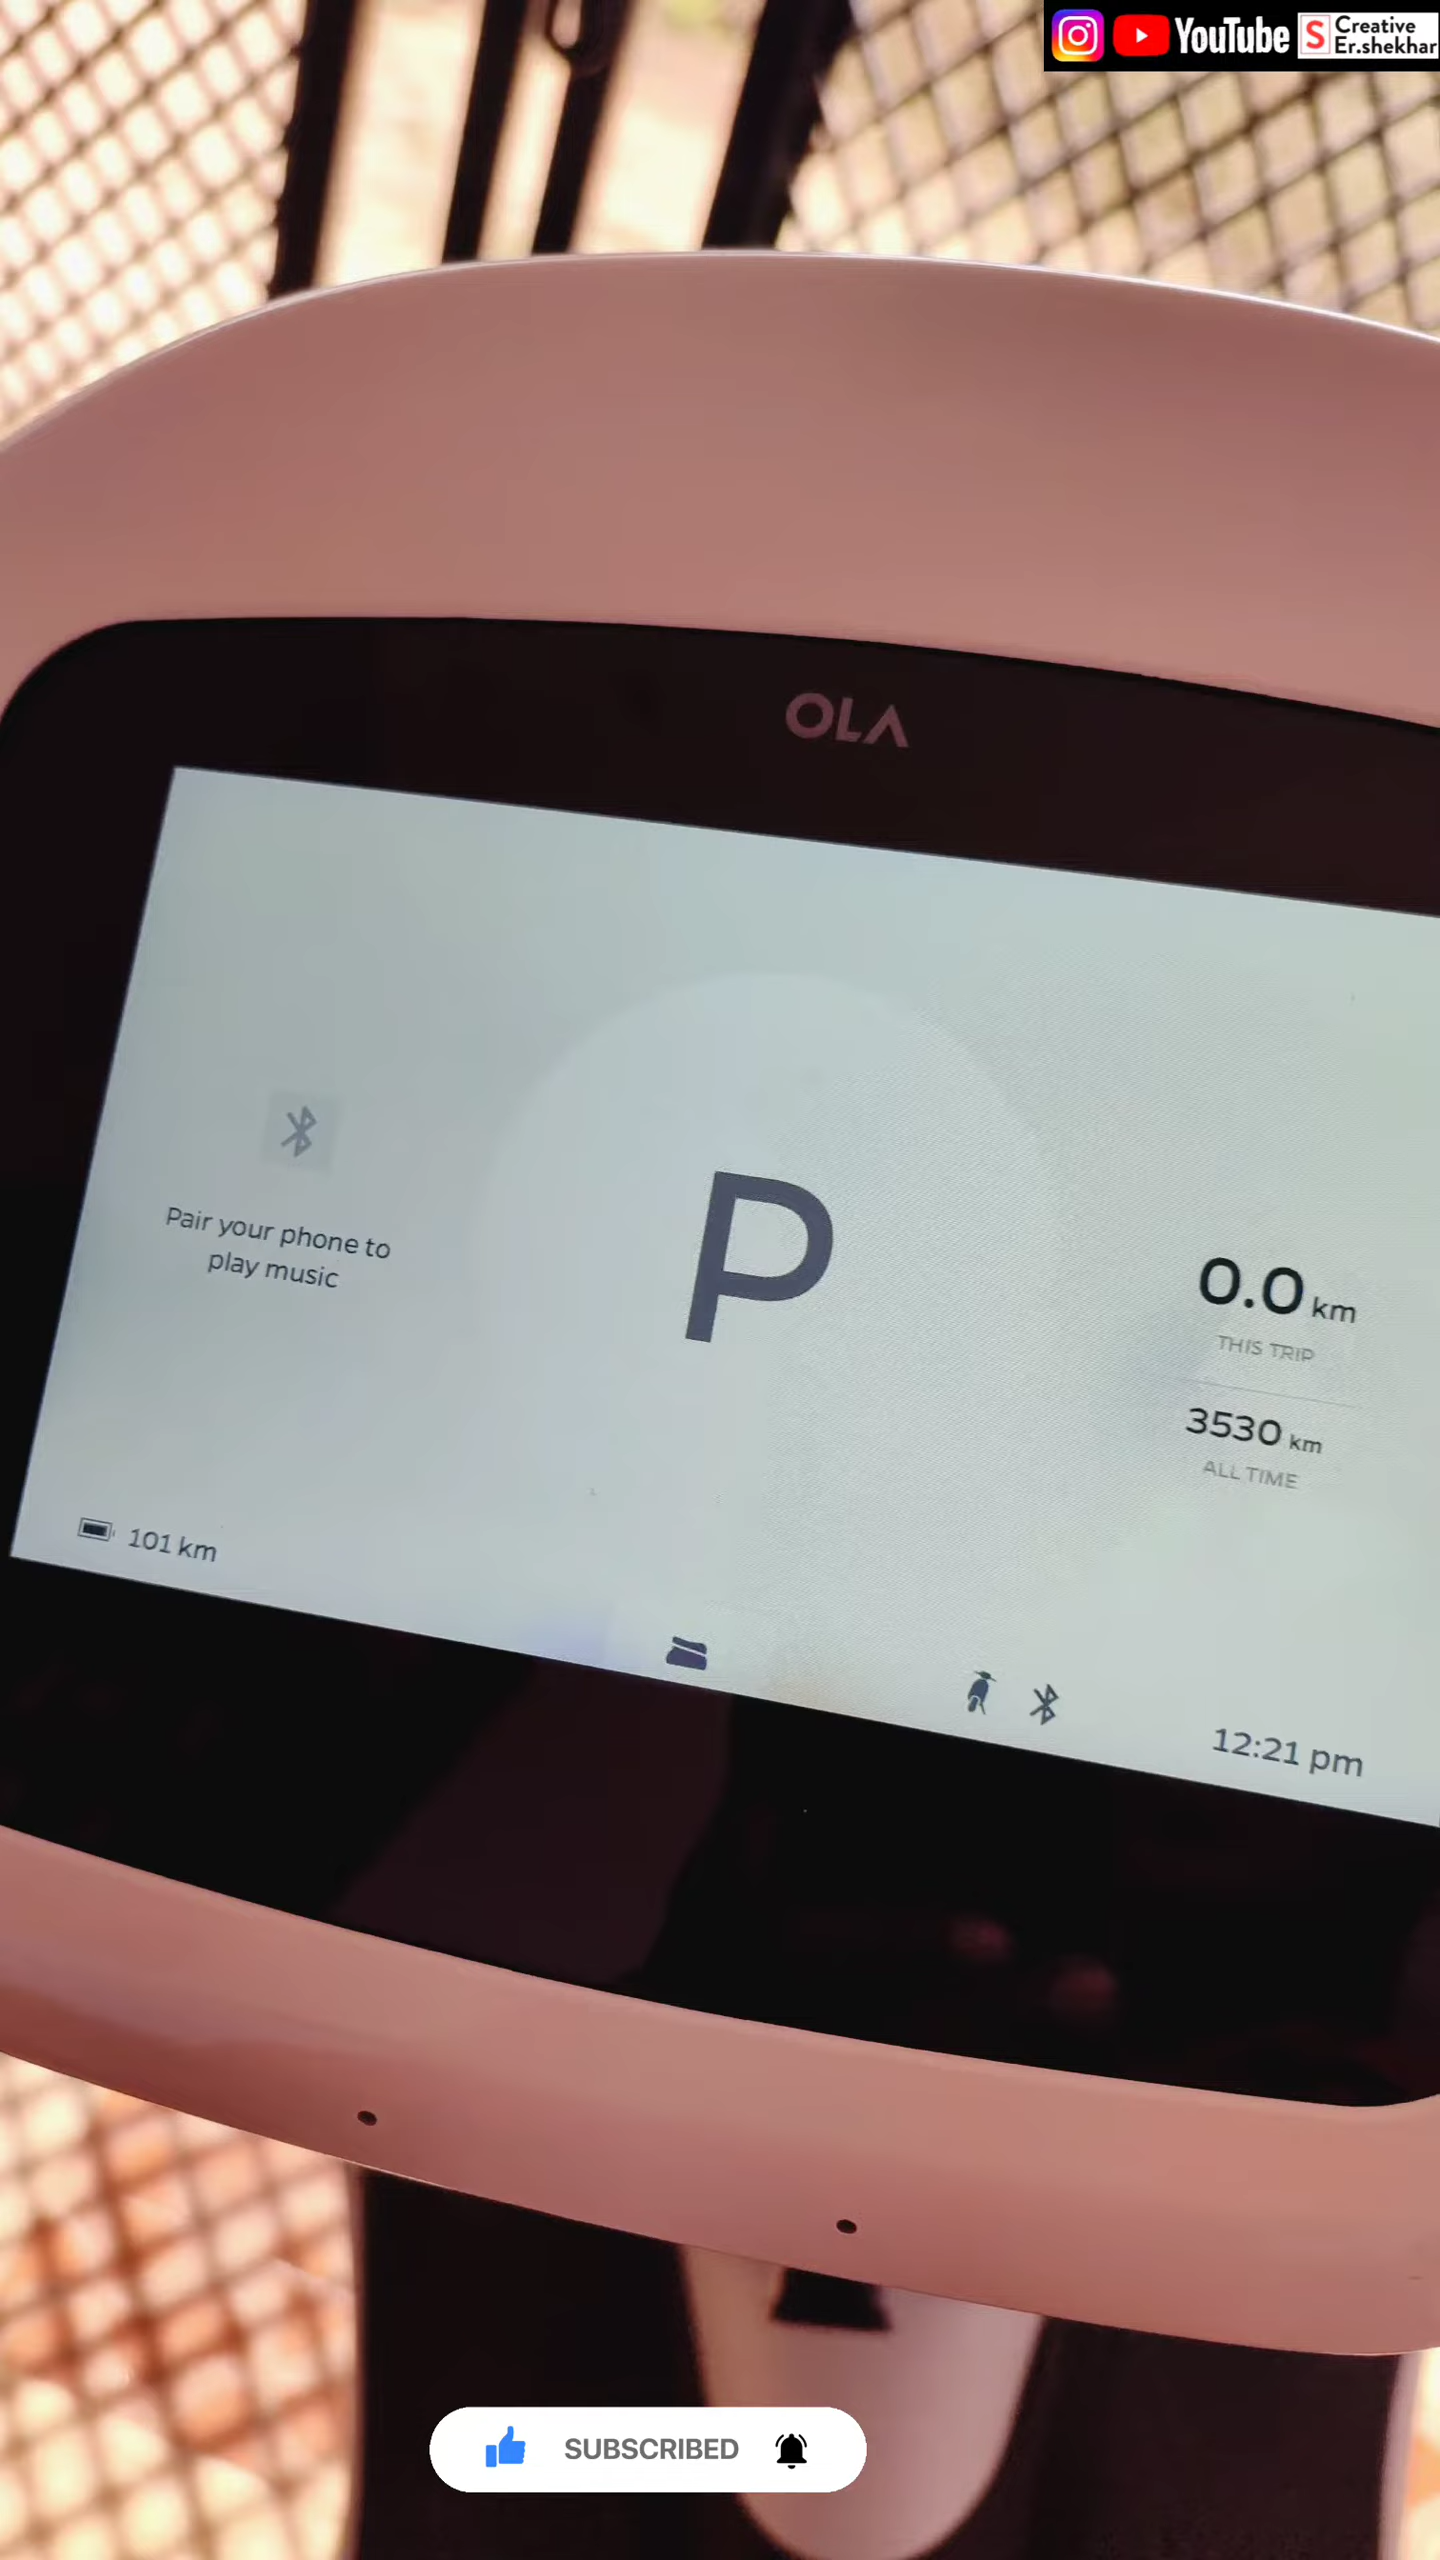 YouTube
S Creative
Er.shekhar
OLA
Pair your phone to
play music
P
0.0 km
THIS TRIP
3530 km
ALL TIME
101 km
12:21 pm
SUBSCRIBED